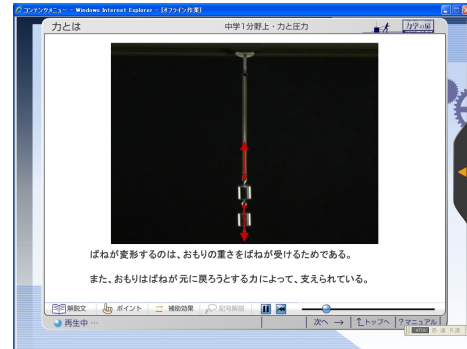 コンテンツメニュー - Windows Internet Explorer - [オフライン作業]
力とは
中学1分野上・力と圧力
力学の扉
ばねが変形するのは、おもりの重さをばねが受けるためである。
また、おもりはばねが元に戻ろうとする力によって、支えられている。
解説文
ポイント
補助効果
記号解説
再生中 …
次へ →
トップへ
?マニュアル